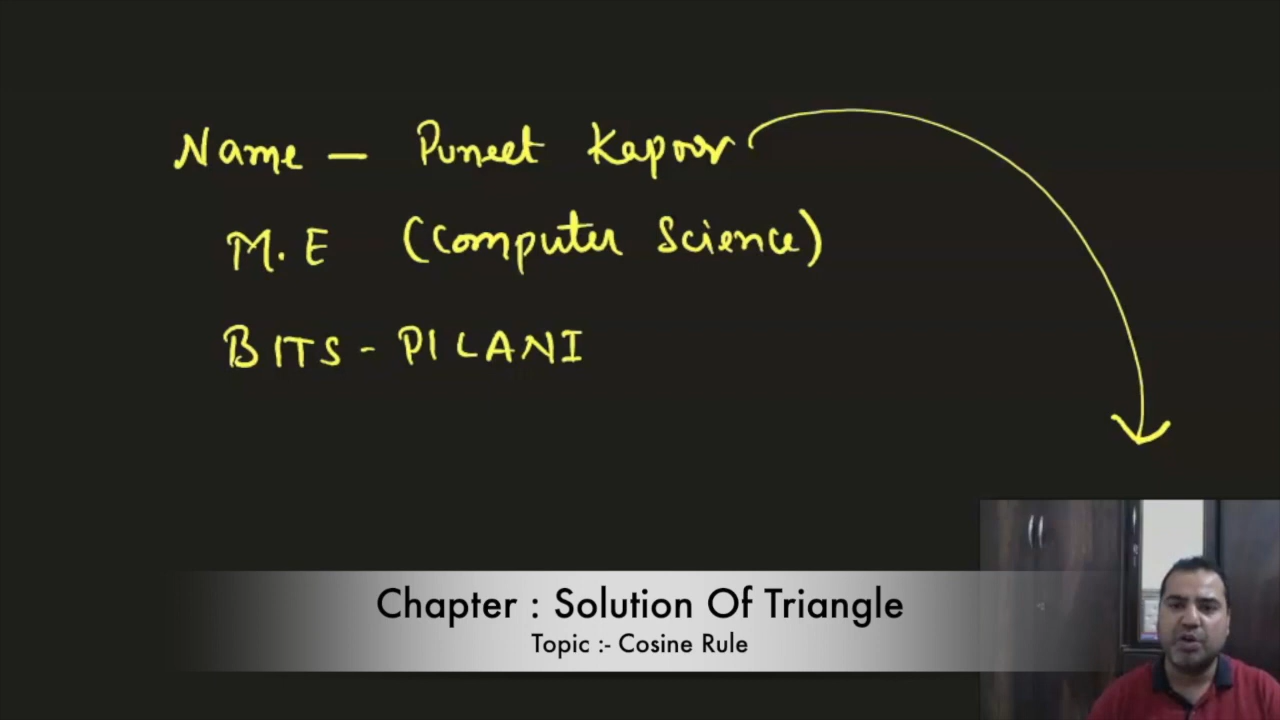 Name - Puneet Kapoor
M.E (Computer Science)
BITS - PILANI
Chapter : Solution Of Triangle
Topic :- Cosine Rule